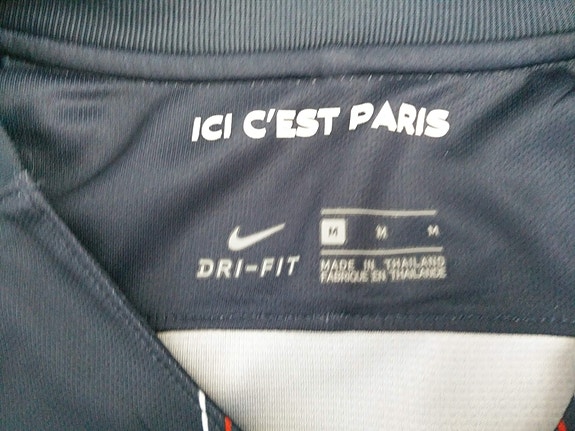 ICI C'EST PARIS
DRI-FIT
M M M
MADE IN THAILAND
FABRIQUE EN THAILANDE